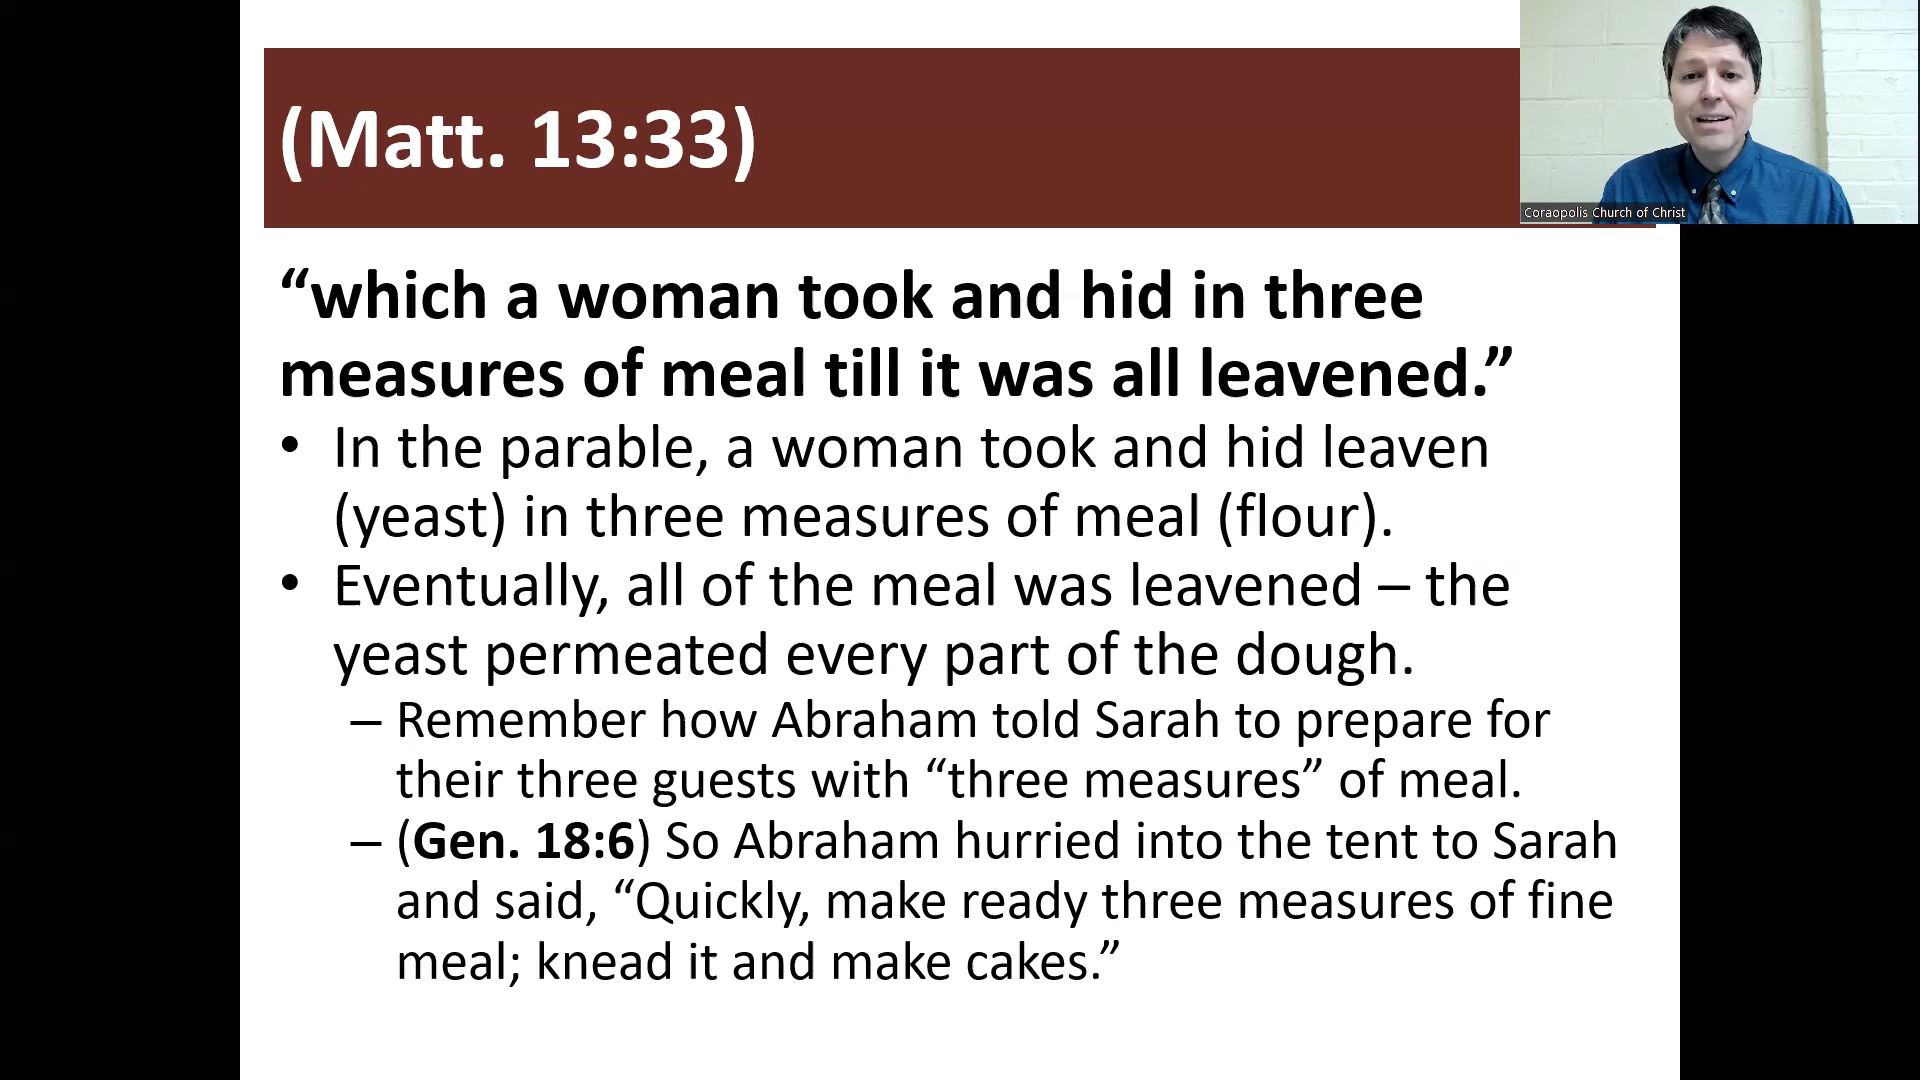 (Matt. 13:33)
Coraopolis Church of Christ
“which a woman took and hid in three
measures of meal till it was all leavened.”
• In the parable, a woman took and hid leaven
(yeast) in three measures of meal (flour).
• Eventually, all of the meal was leavened – the
yeast permeated every part of the dough.
– Remember how Abraham told Sarah to prepare for
their three guests with “three measures” of meal.
– (Gen. 18:6) So Abraham hurried into the tent to Sarah
and said, “Quickly, make ready three measures of fine
meal; knead it and make cakes.”